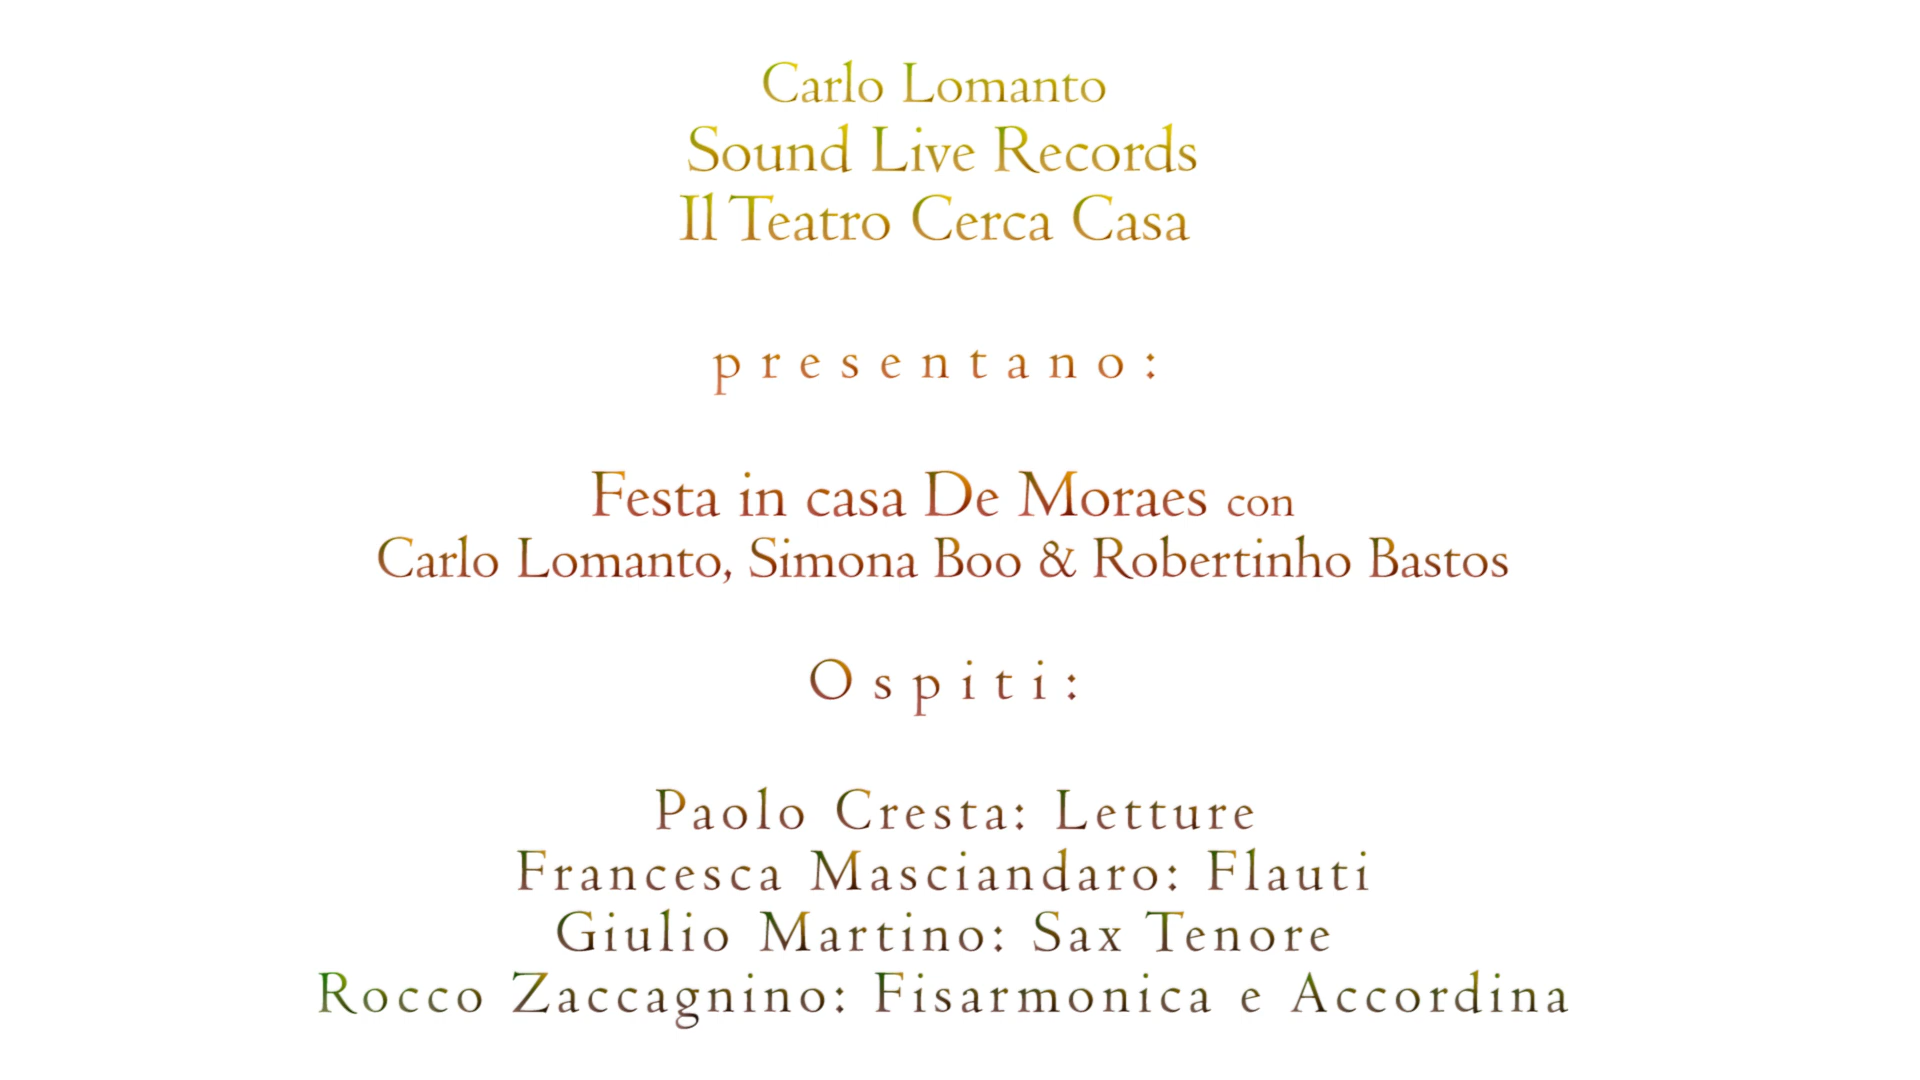 Carlo Lomanto
Sound Live Records
Il Teatro Cerca Casa
presentano:
Festa in casa De Moraes con
Carlo Lomanto, Simona Boo & Robertinho Bastos
Ospiti:
Paolo Cresta: Letture
Francesca Masciandaro: Flauti
Giulio Martino: Sax Tenore
Rocco Zaccagnino: Fisarmonica e Accordina